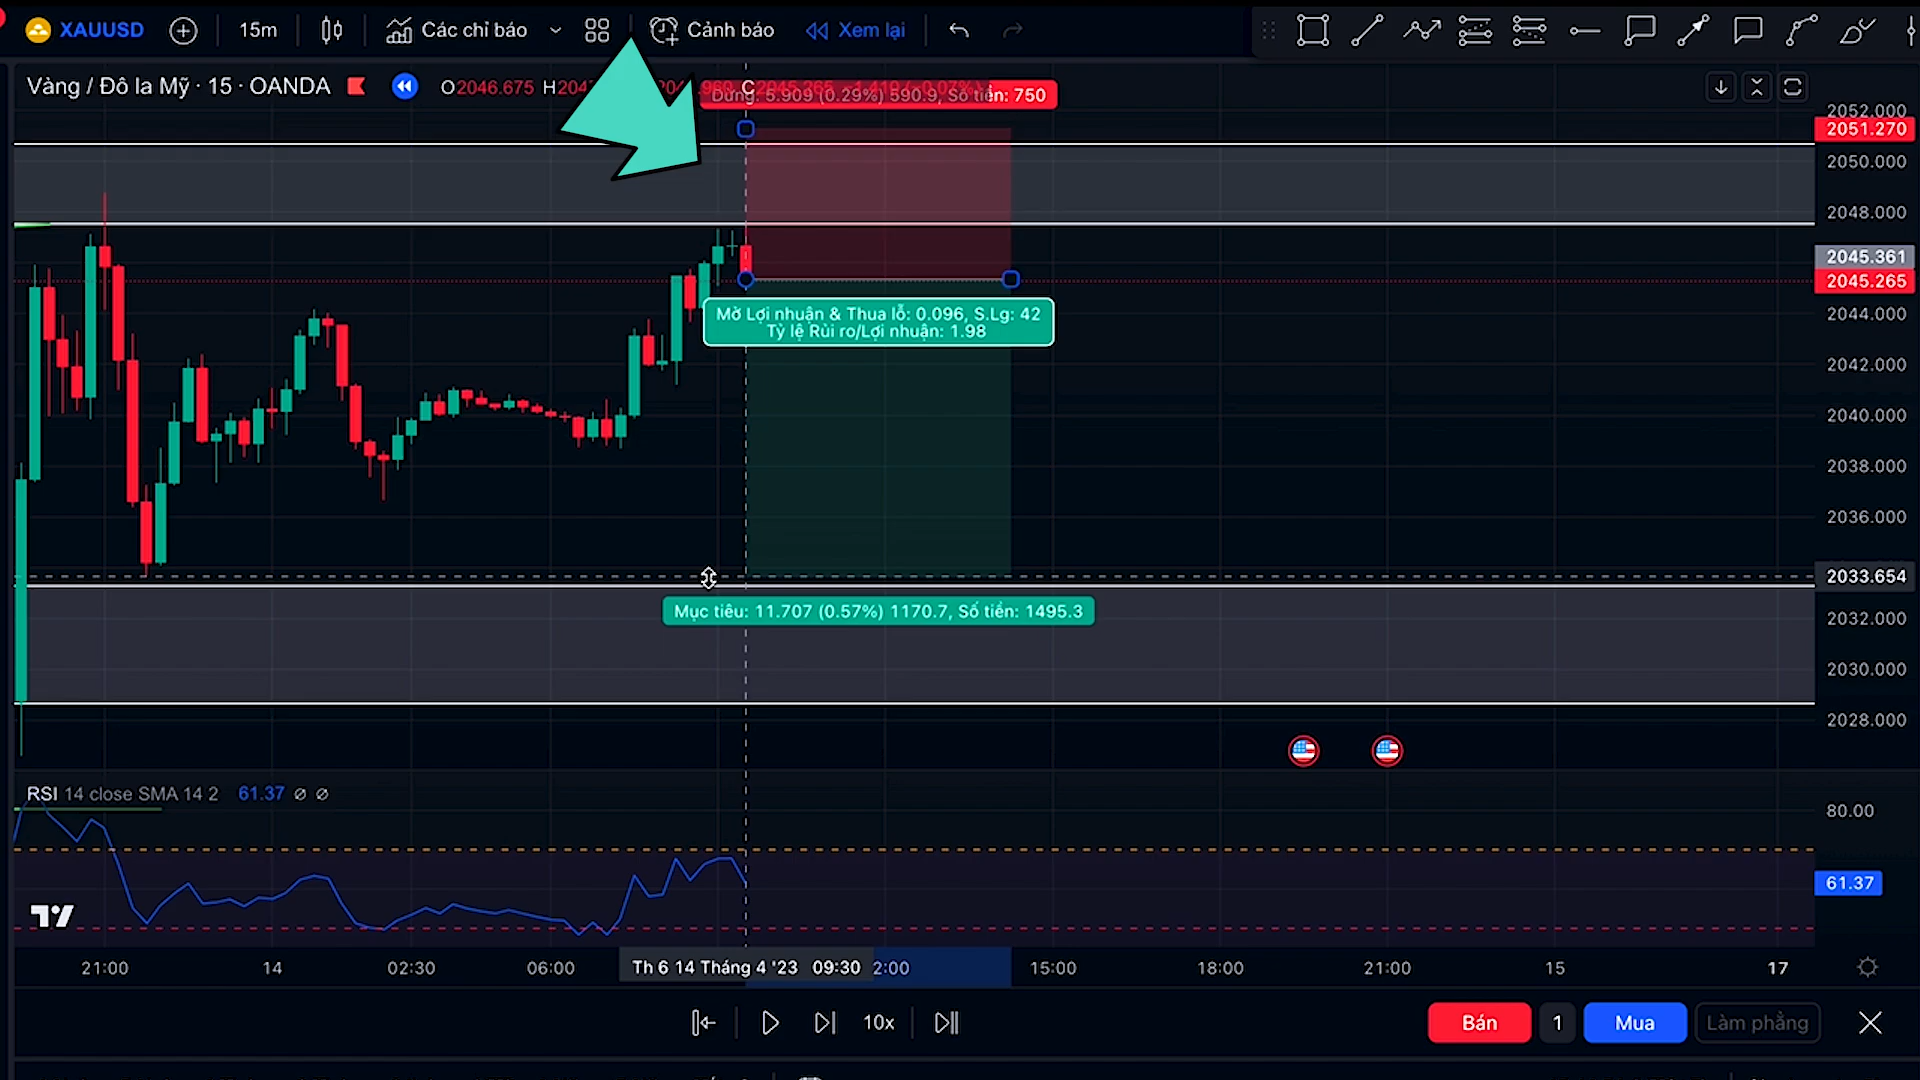 XAUUSD 15m Các chỉ báo Cảnh báo Xem lại
Vàng / Đô la Mỹ · 15 · OANDA O2046.675 C2045.265
Dừng: 5.909 (0.29%) 590.9, Số tiền: 750
2052.000
2051.270
2050.000
2048.000
2045.361
2045.265
Mở Lợi nhuận & Thua lỗ: 0.096, S.Lg: 42
Tỷ lệ Rủi ro/Lợi nhuận: 1.98
2044.000
2042.000
2040.000
2038.000
2036.000
2033.654
Mục tiêu: 11.707 (0.57%) 1170.7, Số tiền: 1495.3
2032.000
2030.000
2028.000
RSI 14 close SMA 14 2 61.37 ∅ ∅
80.00
61.37
21:00 14 02:30 06:00 Th 6 14 Tháng 4 '23 09:30 2:00 15:00 18:00 21:00 15 17
10x Bán 1 Mua Làm phẳng